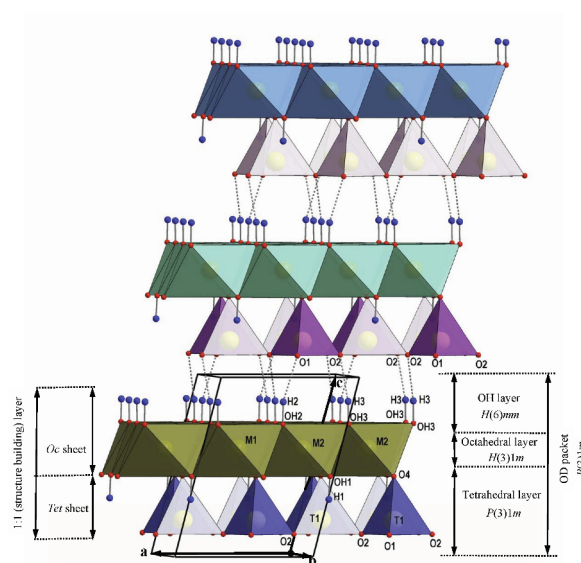 O1 O2 O2 O1 O2
c
H2 H3 H3 H3
OH2 OH3 OH3 OH3
M1 M2 M2
O4
OH1
H1
T1 T1
O2 O2 O1 O2
a b
1:1 (structure building) layer
Oc sheet
Tet sheet
OH layer
H(6)mm
Octahedral layer
H(3)1m
Tetrahedral layer
P(3)1m
OD packet